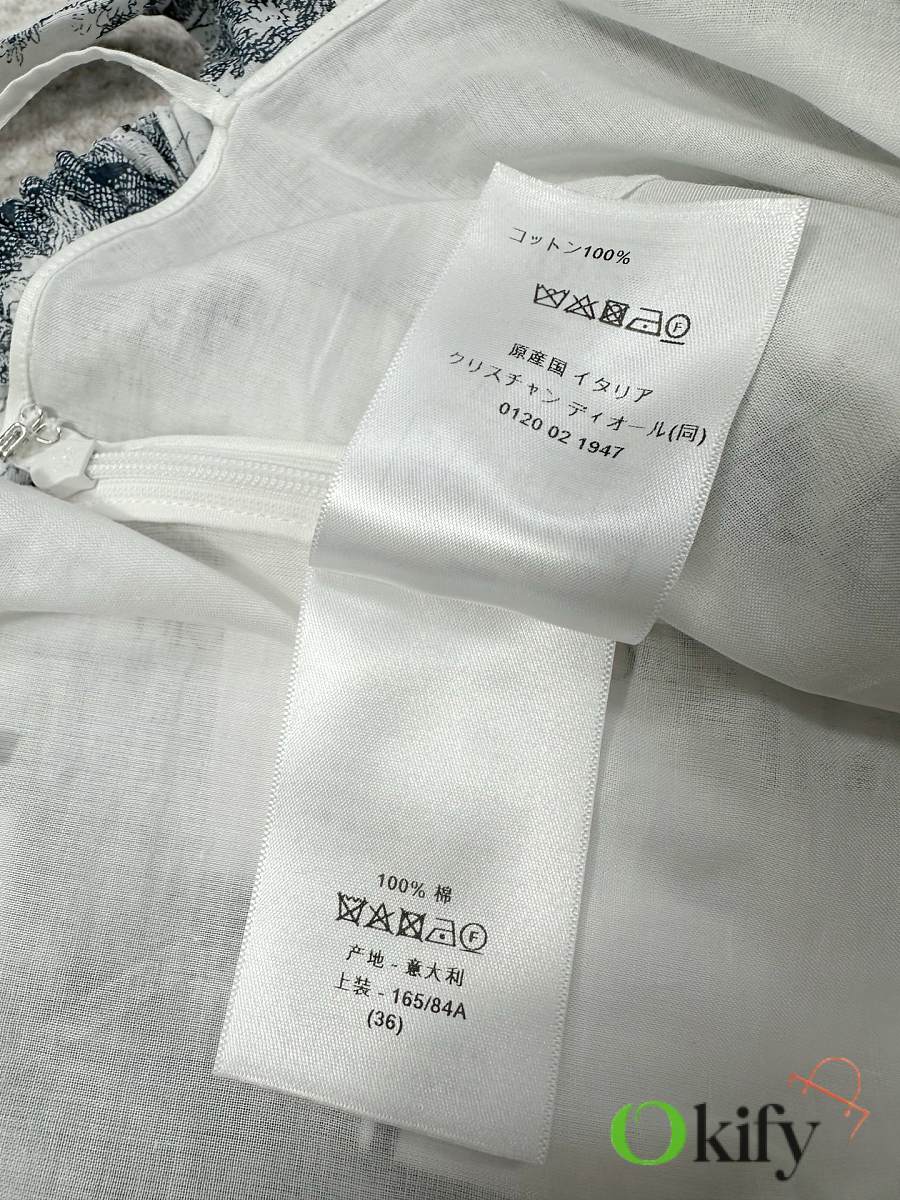 コットン100%
F
原産国 イタリア
クリスチャン ディオール(同)
0120 02 1947
100% 棉
F
产地 - 意大利
上装 - 165/84A
(36)
Okify